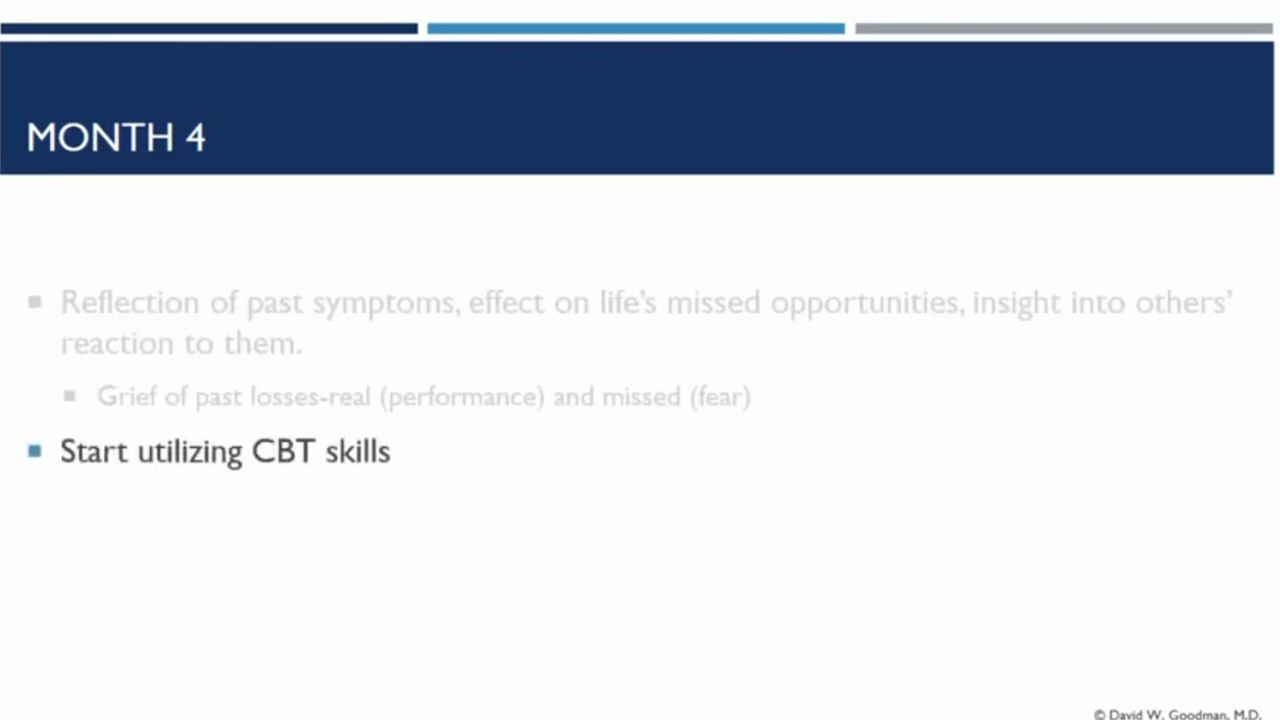 MONTH 4
Reflection of past symptoms, effect on life’s missed opportunities, insight into others’
reaction to them.
Grief of past losses-real (performance) and missed (fear)
Start utilizing CBT skills
© David W. Goodman, M.D.